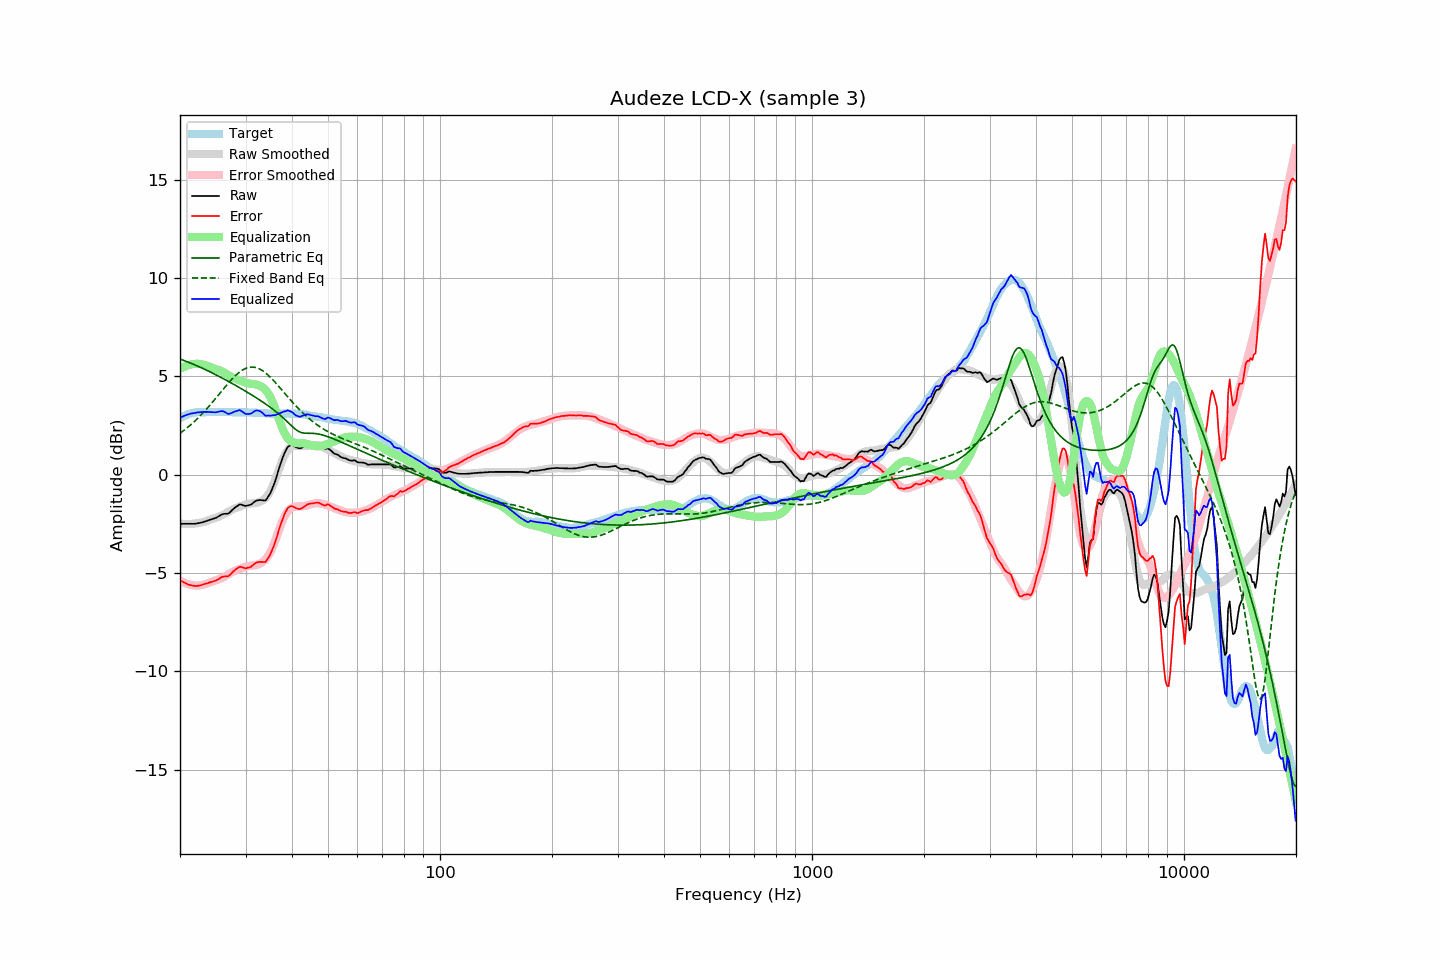 Audeze LCD-X (sample 3)
Target
Raw Smoothed
Error Smoothed
Raw
Error
Equalization
Parametric Eq
Fixed Band Eq
Equalized
15
10
5
0
−5
−10
−15
Amplitude (dBr)
100
1000
10000
Frequency (Hz)